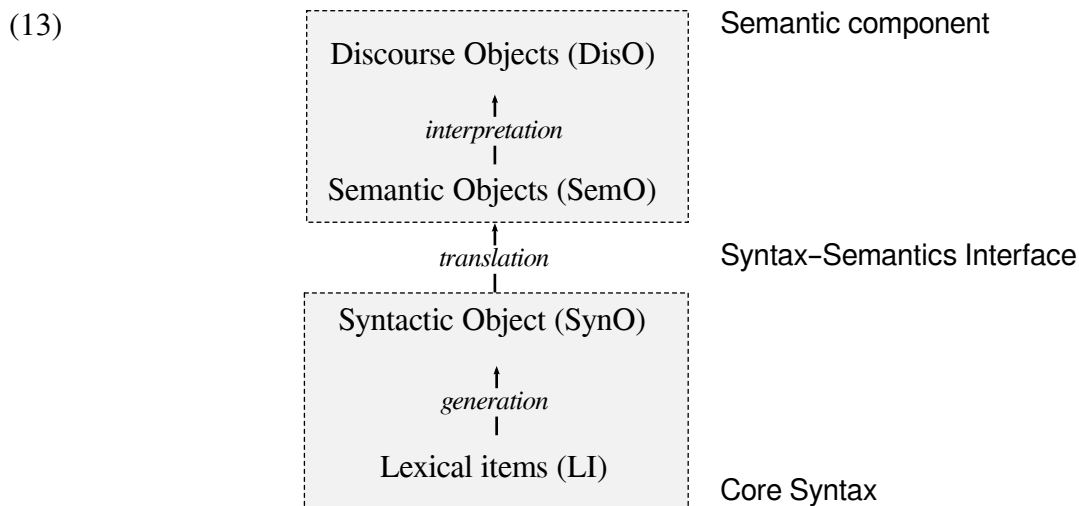 (13)
Semantic component
Discourse Objects (DisO)
interpretation
Semantic Objects (SemO)
translation
Syntax–Semantics Interface
Syntactic Object (SynO)
generation
Lexical items (LI)
Core Syntax